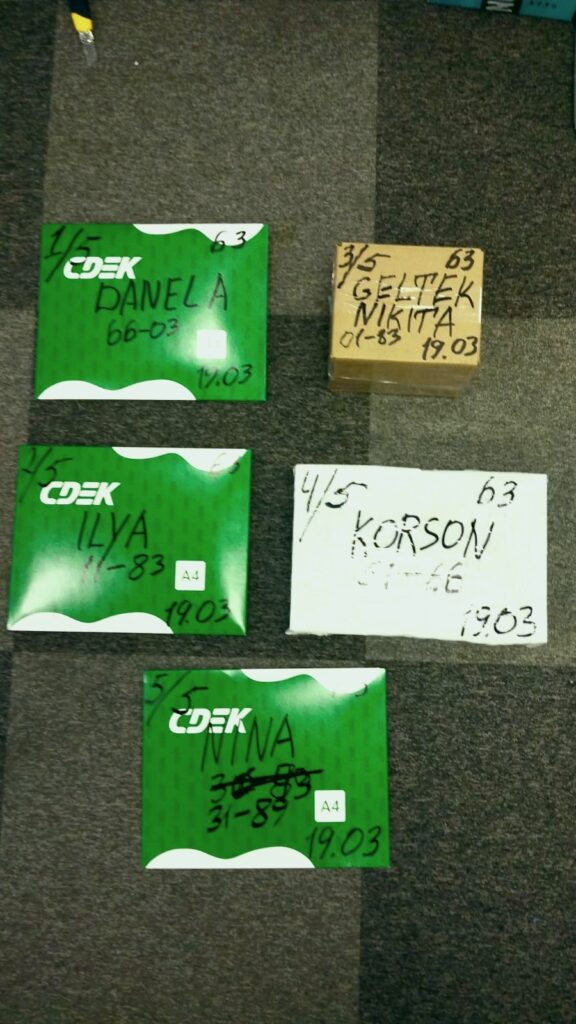 1/5
63
CDEK
DANELA
66-03
19.03
3/5
63
GELTEK
NIKITA
01-83
19.03
2/5
63
CDEK
ILYA
11-83
A4
19.03
4/5
63
KORSON
19.03
5/5
CDEK
NINA
31-89
A4
19.03